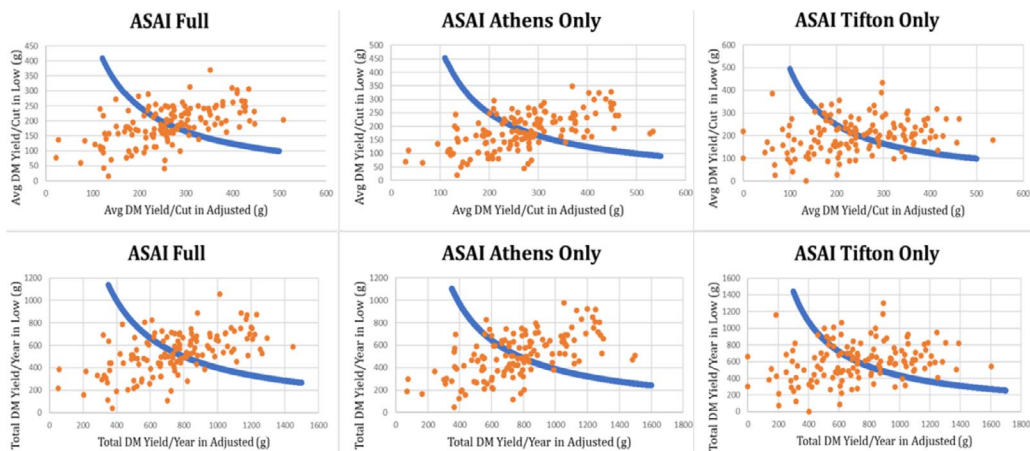 ASAI Full
Avg DM Yield/Cut in Low (g)
450
400
350
300
250
200
150
100
50
0
0 100 200 300 400 500 600
Avg DM Yield/Cut in Adjusted (g)
ASAI Athens Only
Avg DM Yield/Cut in Low (g)
500
450
400
350
300
250
200
150
100
50
0
0 100 200 300 400 500 600
Avg DM Yield/Cut in Adjusted (g)
ASAI Tifton Only
Avg DM Yield/Cut in Low (g)
600
500
400
300
200
100
0
0 100 200 300 400 500 600
Avg DM Yield/Cut in Adjusted (g)
ASAI Full
Total DM Yield/Year in Low (g)
1200
1000
800
600
400
200
0
0 200 400 600 800 1000 1200 1400 1600
Total DM Yield/Year in Adjusted (g)
ASAI Athens Only
Total DM Yield/Year in Low (g)
1200
1000
800
600
400
200
0
0 200 400 600 800 1000 1200 1400 1600 1800
Total DM Yield/Year in Adjusted (g)
ASAI Tifton Only
Total DM Yield/Year in Low (g)
1600
1400
1200
1000
800
600
400
200
0
0 200 400 600 800 1000 1200 1400 1600 1800
Total DM Yield/Year in Adjusted (g)